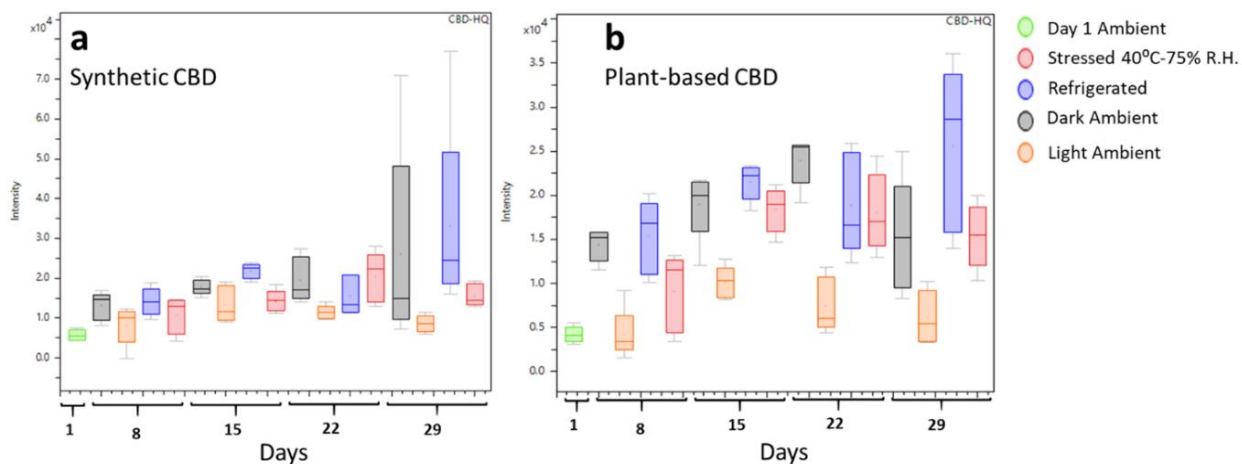 x10⁴
CBD-HQ
a
Synthetic CBD
7.0
6.0
5.0
4.0
3.0
2.0
1.0
0.0
Intensity
1 8 15 22 29
Days
x10⁴
CBD-HQ
b
Plant-based CBD
3.5
3.0
2.5
2.0
1.5
1.0
0.5
0.0
Intensity
1 8 15 22 29
Days
Day 1 Ambient
Stressed 40⁰C-75% R.H.
Refrigerated
Dark Ambient
Light Ambient